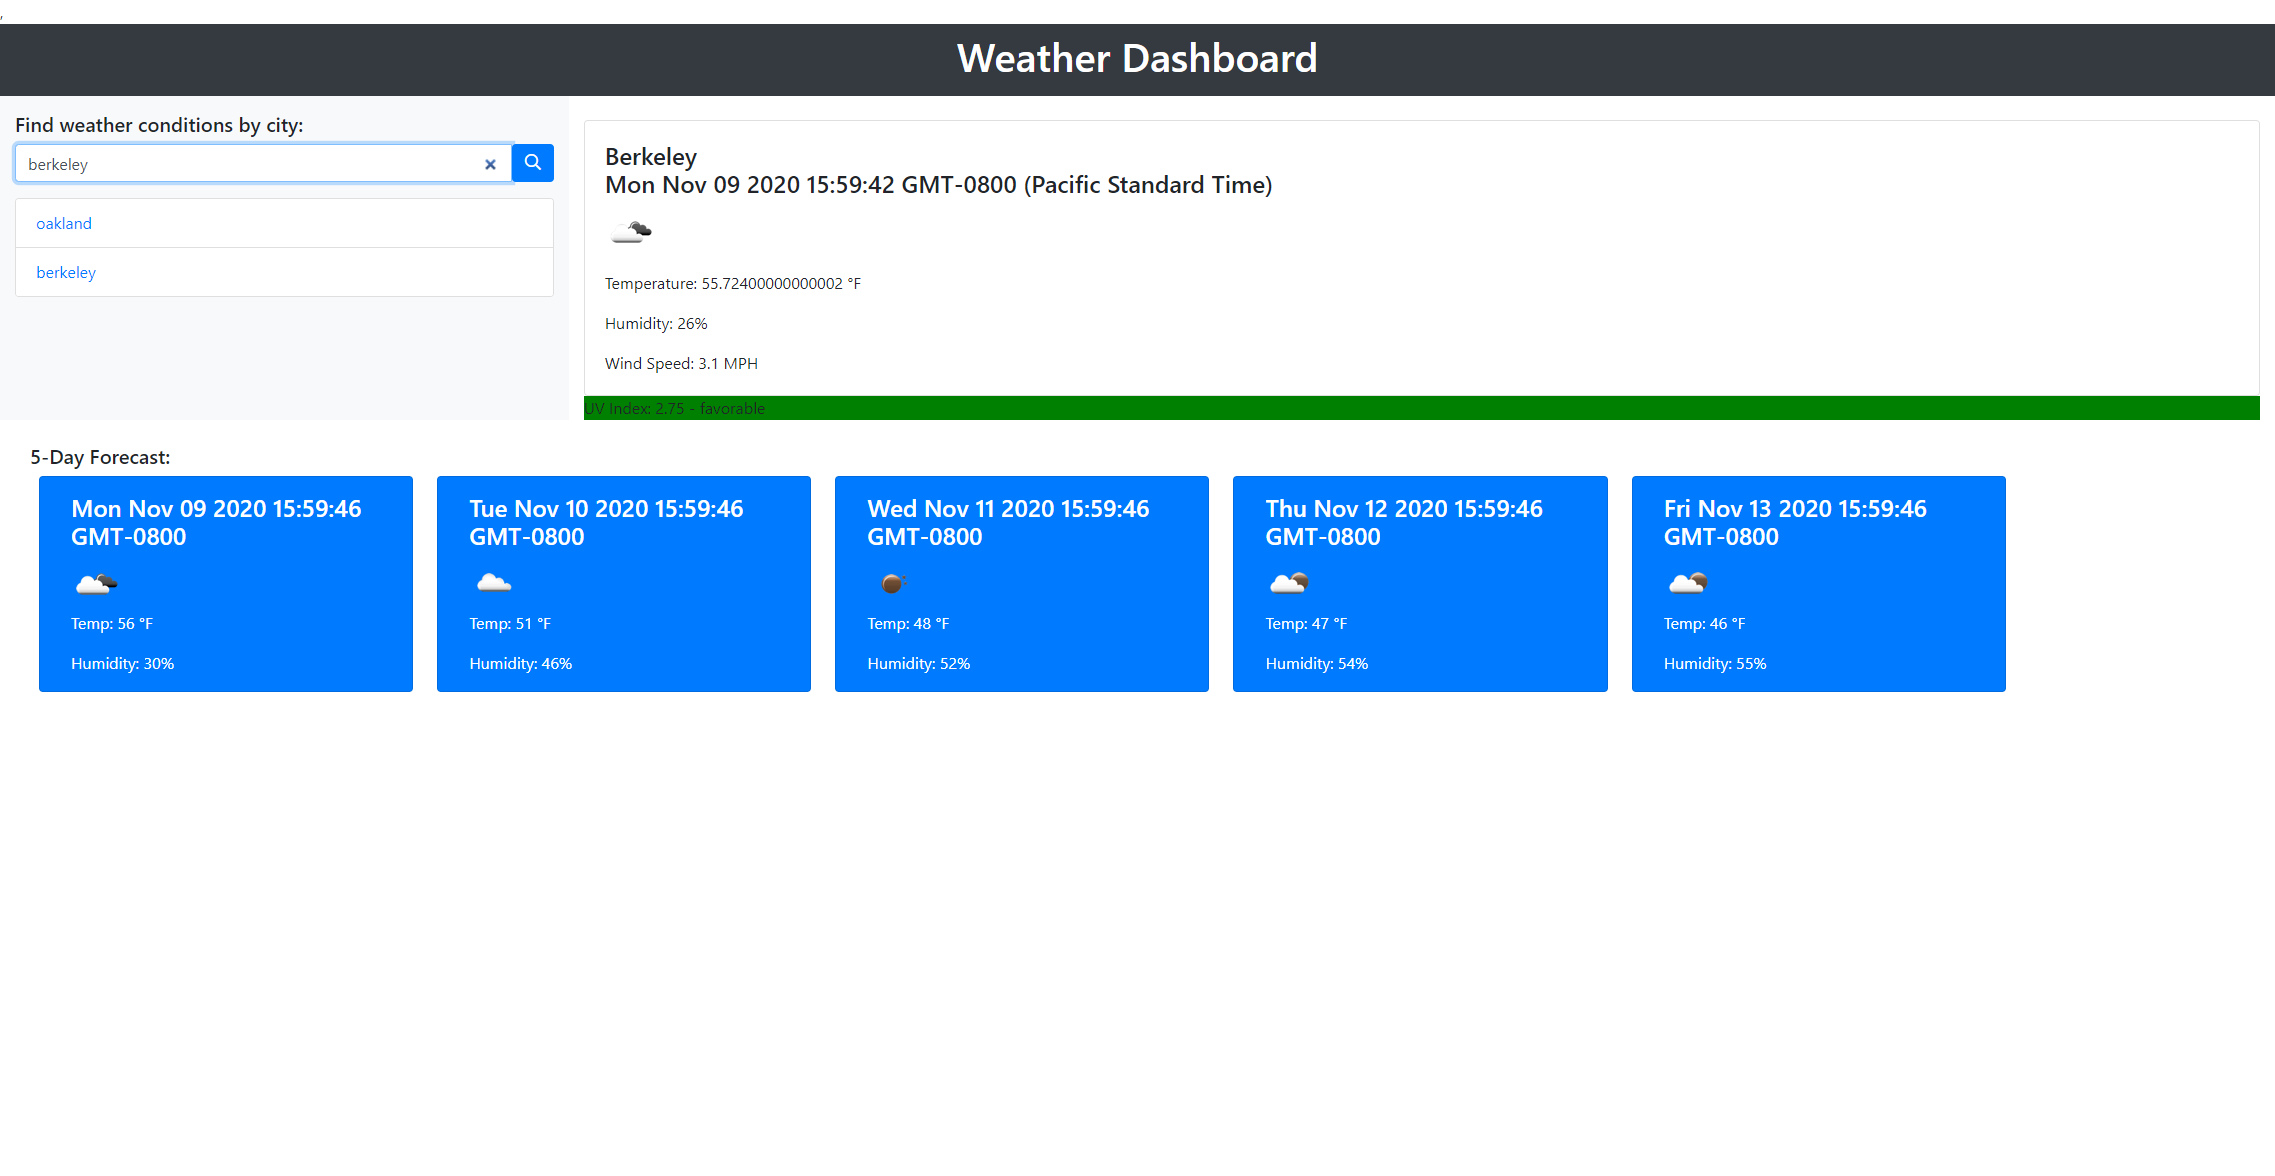 ,
Weather Dashboard
Find weather conditions by city:
berkeley
oakland
berkeley
Berkeley
Mon Nov 09 2020 15:59:42 GMT-0800 (Pacific Standard Time)
Temperature: 55.72400000000002 °F
Humidity: 26%
Wind Speed: 3.1 MPH
UV Index: 2.75 - favorable
5-Day Forecast:
Mon Nov 09 2020 15:59:46
GMT-0800
Temp: 56 °F
Humidity: 30%
Tue Nov 10 2020 15:59:46
GMT-0800
Temp: 51 °F
Humidity: 46%
Wed Nov 11 2020 15:59:46
GMT-0800
Temp: 48 °F
Humidity: 52%
Thu Nov 12 2020 15:59:46
GMT-0800
Temp: 47 °F
Humidity: 54%
Fri Nov 13 2020 15:59:46
GMT-0800
Temp: 46 °F
Humidity: 55%